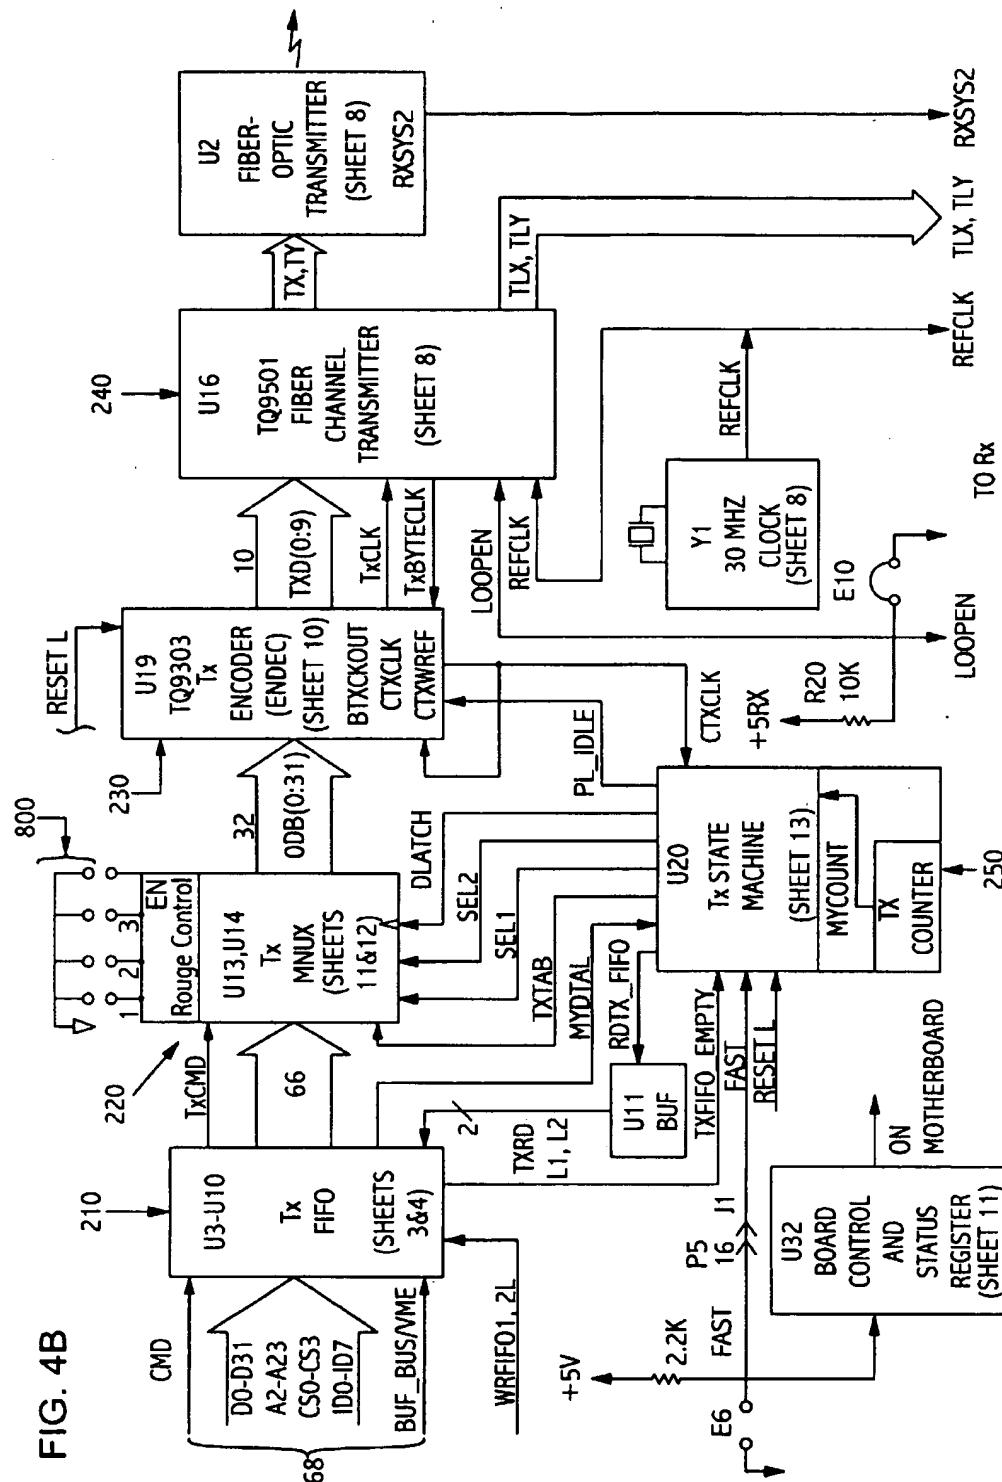 FIG. 4B
68
CMD
D0-D31
A2-A23
CS0-CS3
ID0-ID7
BUF_BUS/VME
WRFIFO1, 2L
210
U3-U10
Tx
FIFO
(SHEETS
3&4)
TxCMD
66
2
TXRD
L1, L2
U11
BUF
220
800
1
2
3
EN
Rouge Control
U13,U14
Tx
MNUX
(SHEETS
11&12)
32
ODB(0:31)
DLATCH
SEL2
SEL1
TXTAB
MYDTAL
RDTX_FIFO
TXFIFO_EMPTY
FAST
RESET L
230
RESET L
U19
TQ9303
Tx
ENCODER
(ENDEC)
(SHEET 10)
BTXCKOUT
CTXCLK
CTXWREF
10
TXD(0:9)
TxCLK
TxBYTECLK
LOOPEN
REFCLK
240
U16
TQ9501
FIBER
CHANNEL
TRANSMITTER
(SHEET 8)
TX,TY
U2
FIBER-
OPTIC
TRANSMITTER
(SHEET 8)
RXSYS2
TLX, TLY
RXSYS2
TLX, TLY
REFCLK
REFCLK
Y1
30 MHZ
CLOCK
(SHEET 8)
TO Rx
E10
LOOPEN
R20
10K
+5RX
CTXCLK
PL_IDLE
U20
Tx STATE
MACHINE
(SHEET 13)
MYCOUNT
TX
COUNTER
250
E6
FAST
P5
16
J1
+5V
2.2K
U32
BOARD
CONTROL
AND
STATUS
REGISTER
(SHEET 11)
ON
MOTHERBOARD